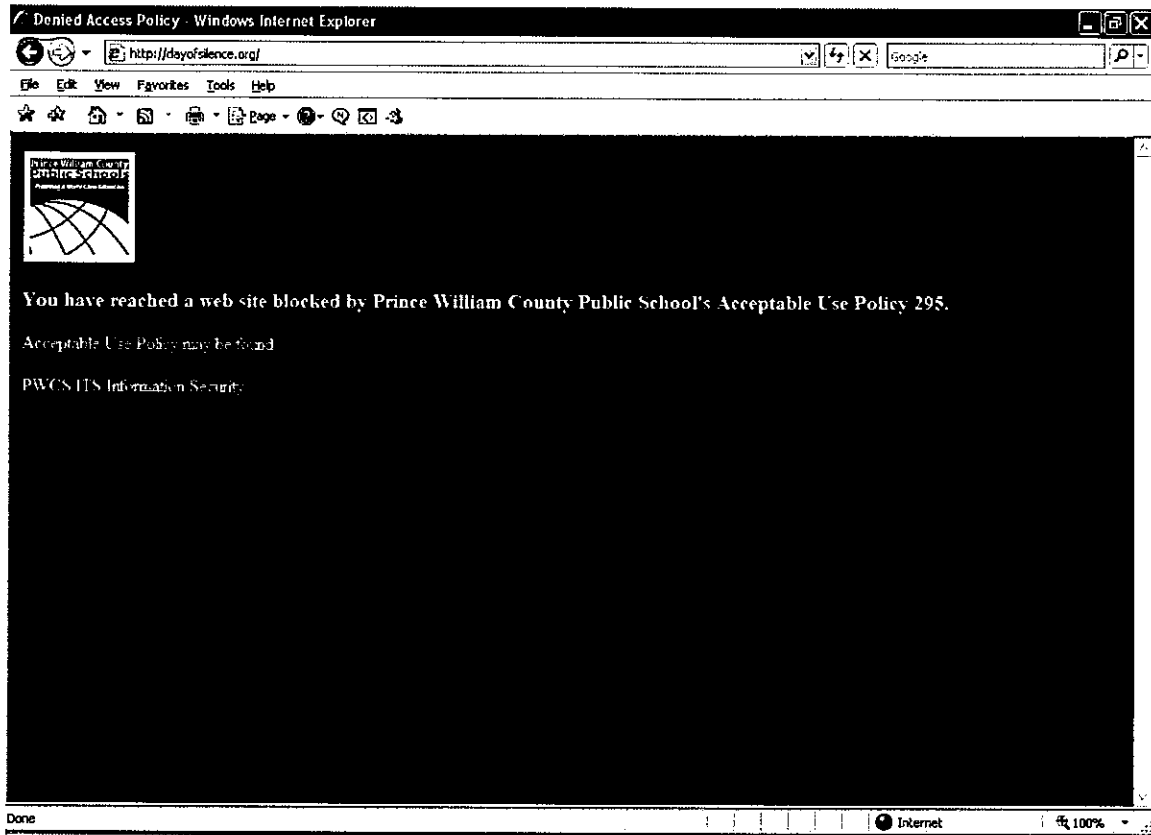 Denied Access Policy - Windows Internet Explorer
http://dayofsilence.org/
Google
File Edit View Favorites Tools Help
Page
Prince William County
Public Schools
You have reached a web site blocked by Prince William County Public School's Acceptable Use Policy 295.
Acceptable Use Policy may be found
PWCS ITS Information Security
Done
Internet
100%